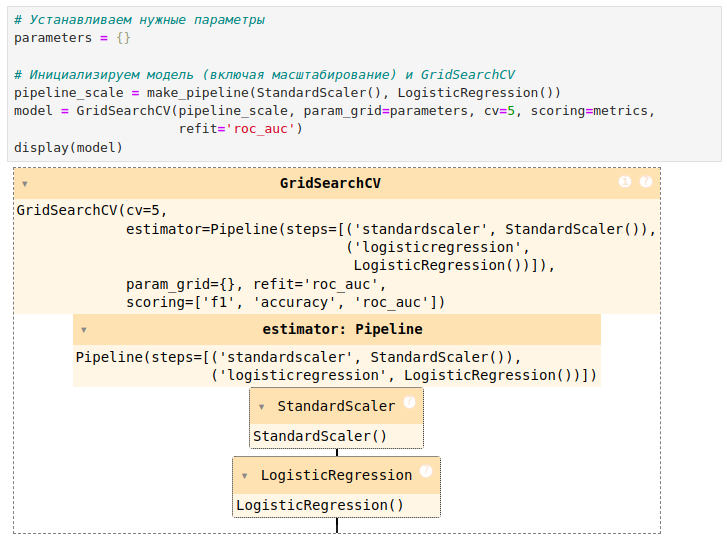 # Устанавливаем нужные параметры
parameters = {}
# Инициализируем модель (включая масштабирование) и GridSearchCV
pipeline_scale = make_pipeline(StandardScaler(), LogisticRegression())
model = GridSearchCV(pipeline_scale, param_grid=parameters, cv=5, scoring=metrics,
refit='roc_auc')
display(model)
▾ GridSearchCV i ?
GridSearchCV(cv=5,
estimator=Pipeline(steps=[('standardscaler', StandardScaler()),
('logisticregression',
LogisticRegression())]),
param_grid={}, refit='roc_auc',
scoring=['f1', 'accuracy', 'roc_auc'])
▾ estimator: Pipeline
Pipeline(steps=[('standardscaler', StandardScaler()),
('logisticregression', LogisticRegression())])
▾ StandardScaler ?
StandardScaler()
▾ LogisticRegression ?
LogisticRegression()